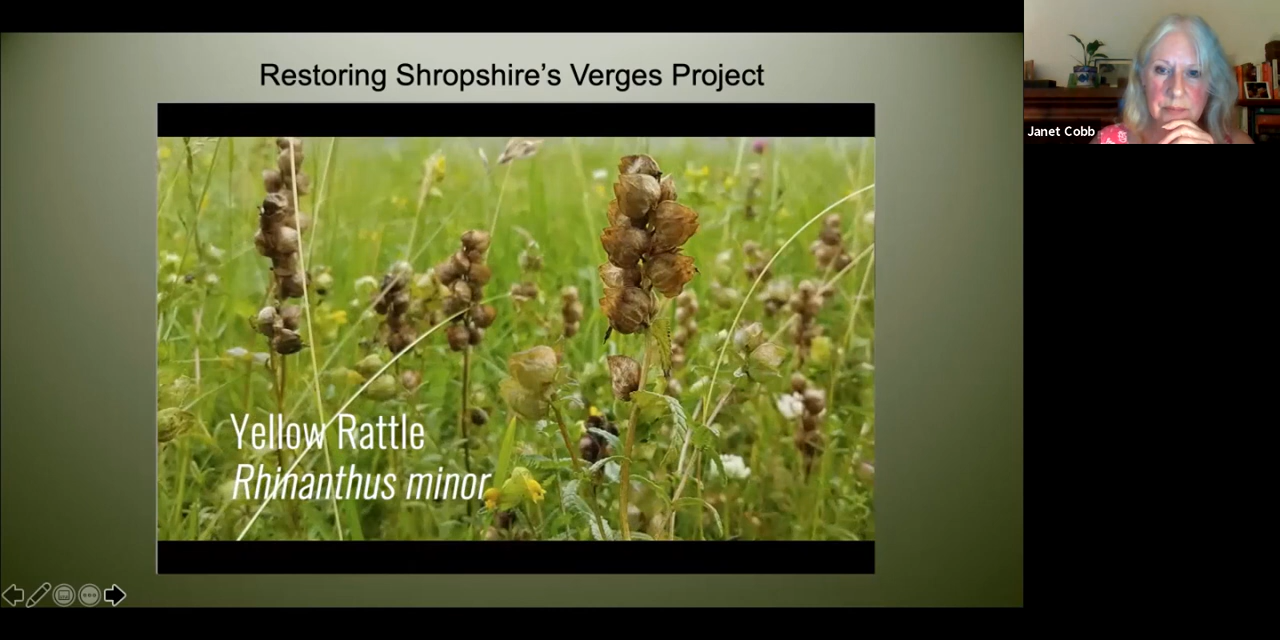 Restoring Shropshire’s Verges Project
Janet Cobb
Yellow Rattle
Rhinanthus minor